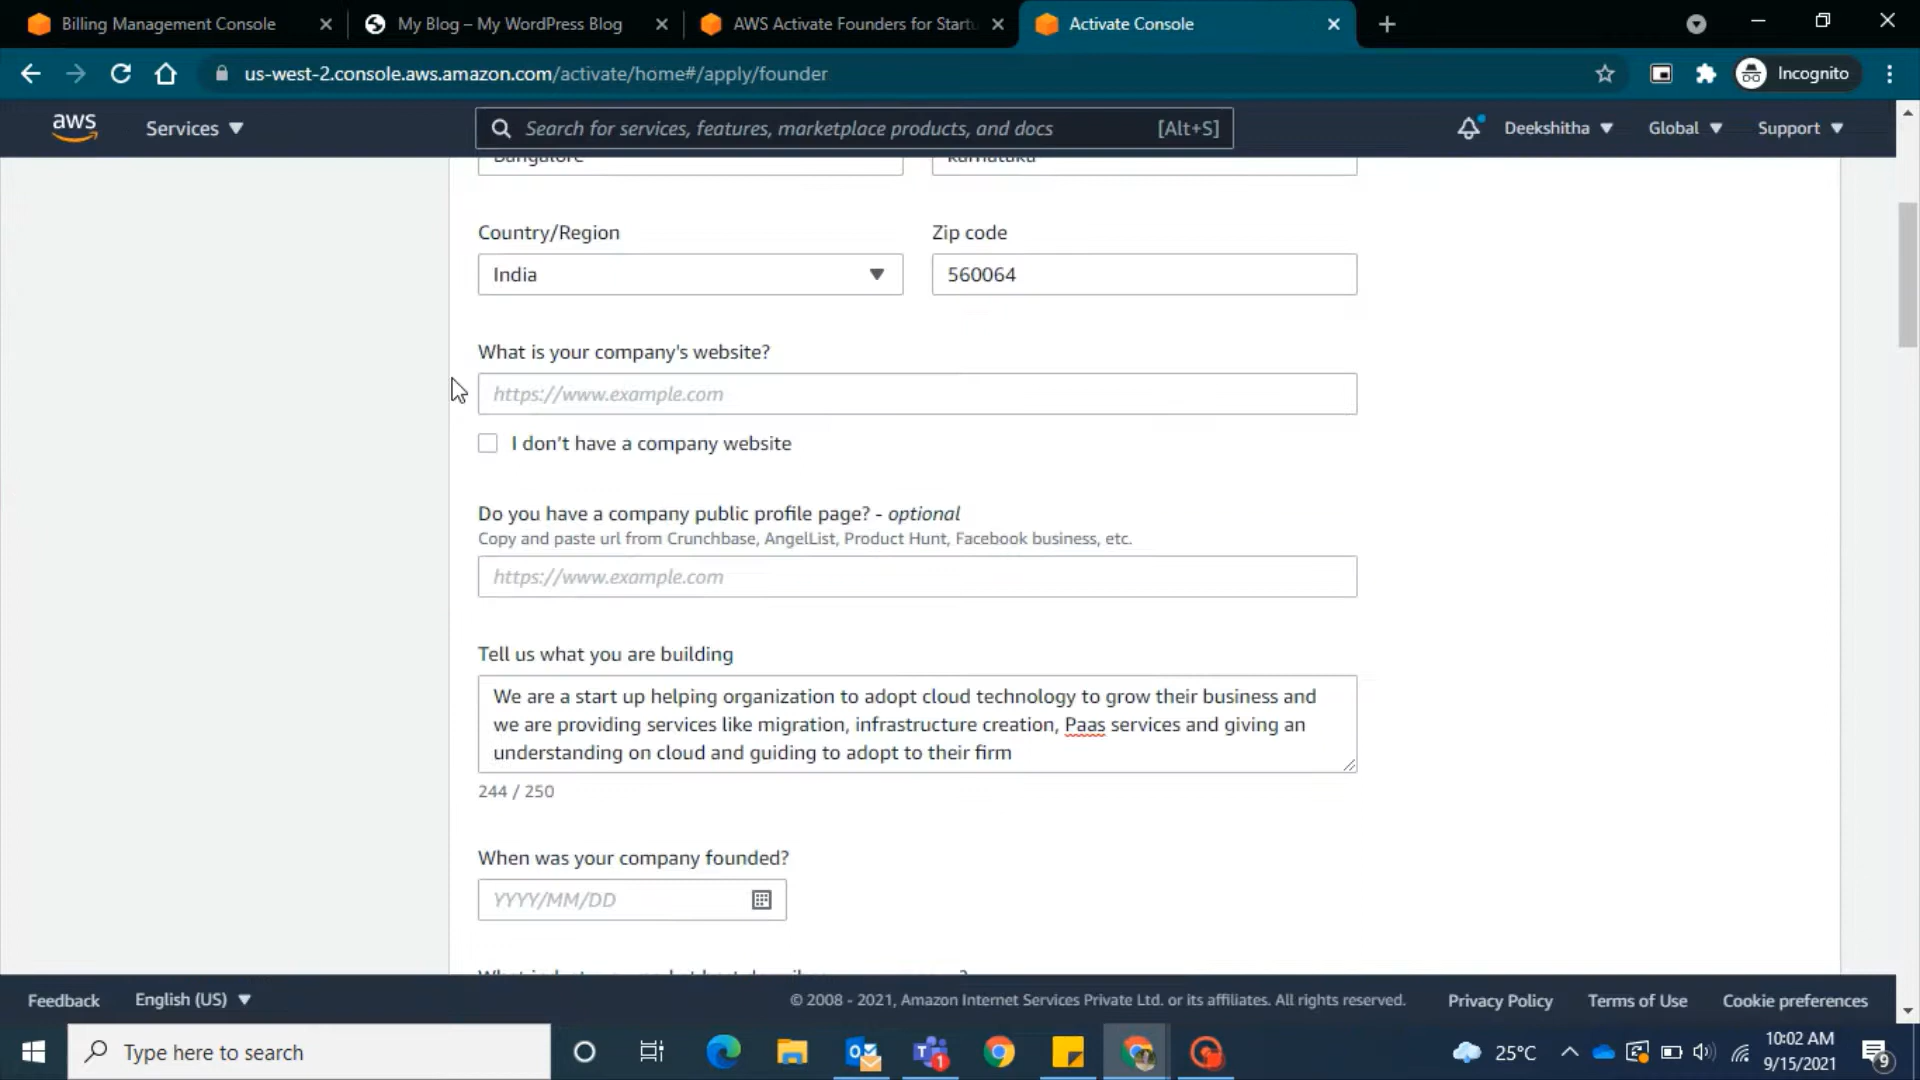 Billing Management Console
My Blog – My WordPress Blog
AWS Activate Founders for Startu
Activate Console
us-west-2.console.aws.amazon.com/activate/home#/apply/founder
Incognito
aws
Services
Search for services, features, marketplace products, and docs
[Alt+S]
Deekshitha
Global
Support
Bangalore
karnataka
Country/Region
Zip code
India
560064
What is your company's website?
https://www.example.com
I don't have a company website
Do you have a company public profile page? - optional
Copy and paste url from Crunchbase, AngelList, Product Hunt, Facebook business, etc.
https://www.example.com
Tell us what you are building
We are a start up helping organization to adopt cloud technology to grow their business and
we are providing services like migration, infrastructure creation, Paas services and giving an
understanding on cloud and guiding to adopt to their firm
244 / 250
When was your company founded?
YYYY/MM/DD
Feedback
English (US)
© 2008 - 2021, Amazon Internet Services Private Ltd. or its affiliates. All rights reserved.
Privacy Policy
Terms of Use
Cookie preferences
Type here to search
1
25°C
10:02 AM
9/15/2021
9